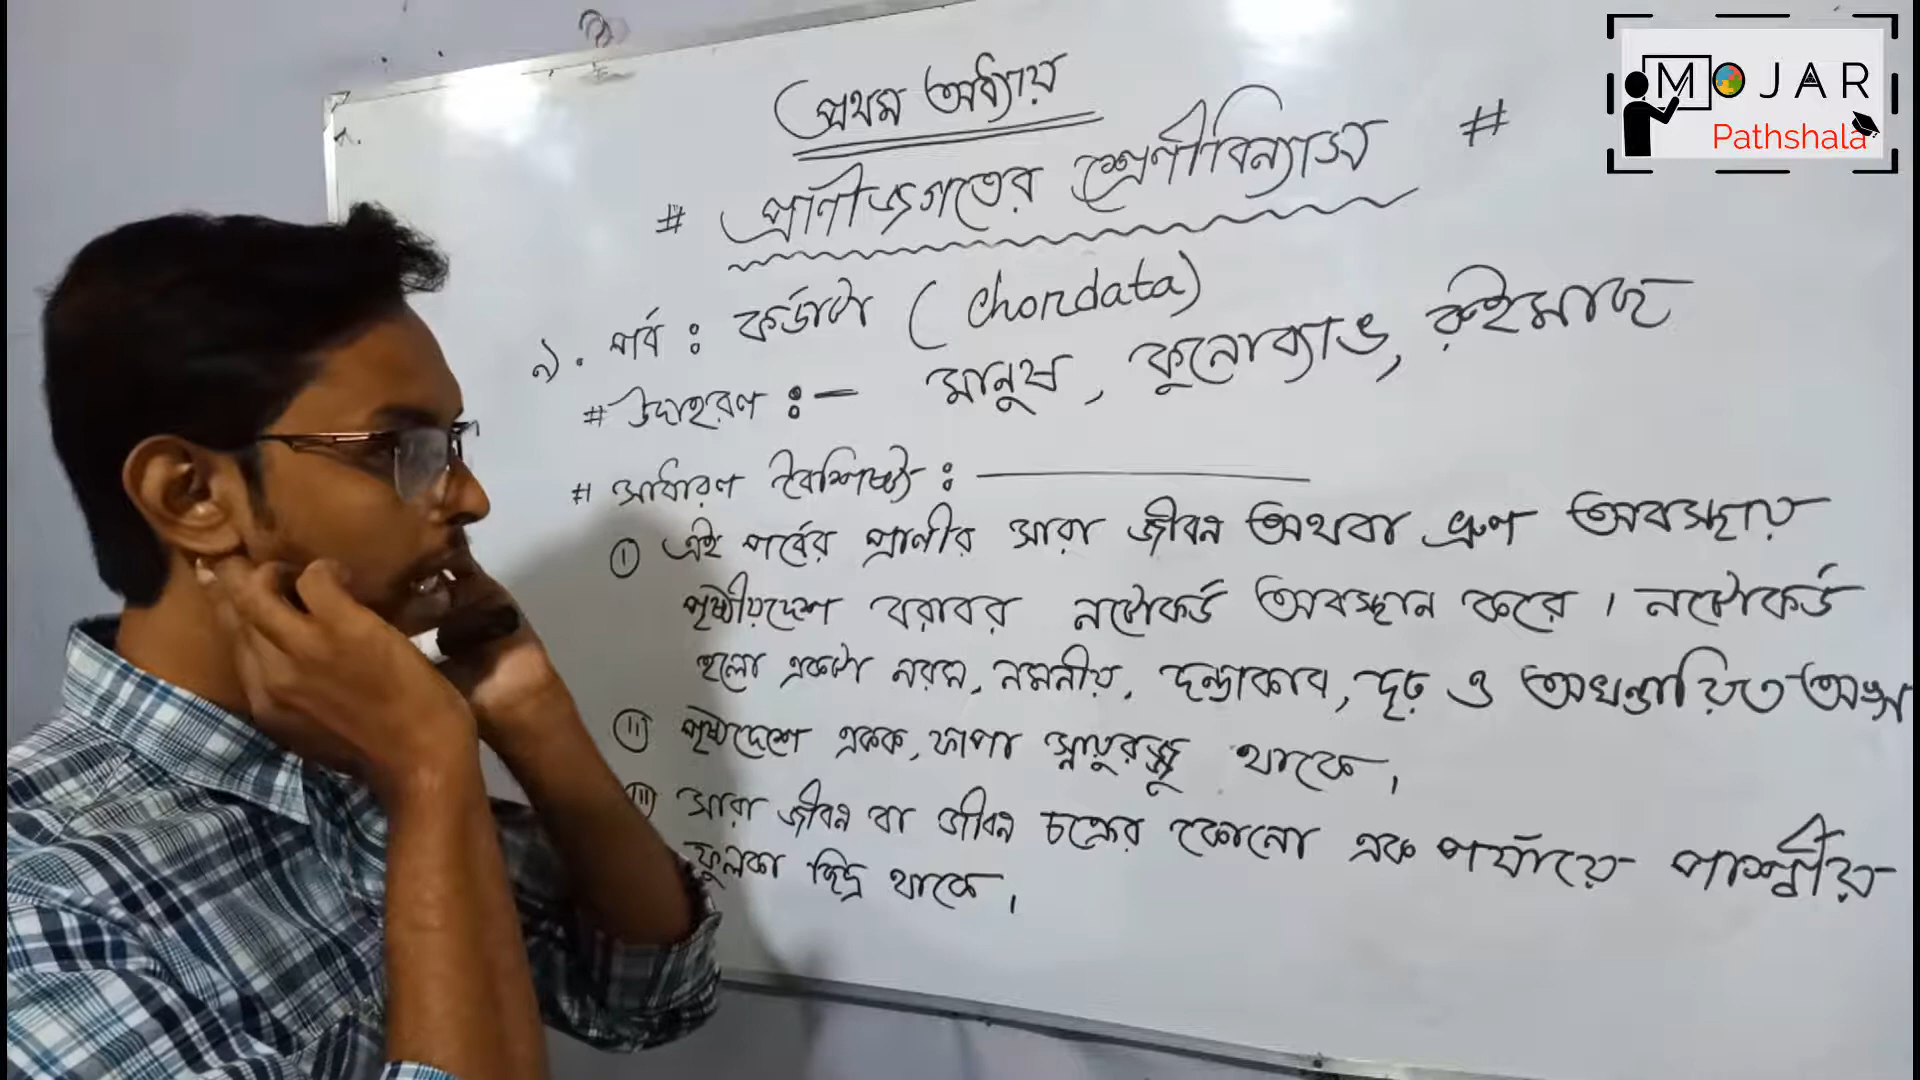 MOJAR
Pathshala
প্রথম অধ্যায়
# প্রাণীজগতের শ্রেণীবিন্যাস #
৯. পর্ব : কর্ডাটা (Chordata)
# উদাহরণ :- মানুষ, কুনোব্যাঙ, রুইমাছ
# সাধারণ বৈশিষ্ট্য :
(i) এই পর্বের প্রাণীর সারা জীবন অথবা ভ্রুণ অবস্থায়
পৃষ্ঠীয়দেশ বরাবর নটোকর্ড অবস্থান করে। নটোকর্ড
হলো একটা নরম, নমনীয়, দন্ডাকার, দৃঢ় ও অখন্ডায়িত অঙ্গ
(ii) পৃষ্ঠদেশে একক, ফাপা স্নায়ুরজ্জু থাকে।
(iii) সারা জীবন বা জীবন চক্রের কোনো এক পর্যায়ে পার্শ্বীয়
ফুলকা ছিদ্র থাকে।